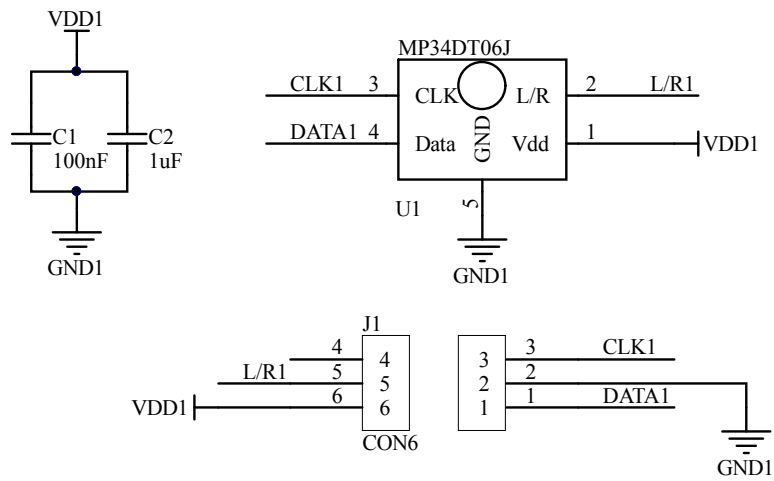 VDD1
C1
100nF
C2
1uF
GND1
MP34DT06J
CLK1 3 CLK L/R 2 L/R1
DATA1 4 Data GND Vdd 1 VDD1
U1 5
GND1
J1
4 4 3 3 CLK1
L/R1 5 5 2 2
VDD1 6 6 1 1 DATA1
CON6
GND1